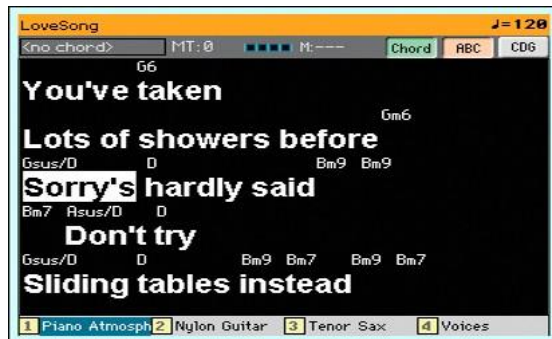 LoveSong ♩=120
<no chord> MT:0 M:--- Chord ABC CDG
G6
You've taken
Gm6
Lots of showers before
Gsus/D D Bm9 Bm9
Sorry's hardly said
Bm7 Asus/D D
Don't try
Gsus/D D Bm9 Bm7 Bm9 Bm7
Sliding tables instead
1 Piano Atmosph 2 Nylon Guitar 3 Tenor Sax 4 Voices